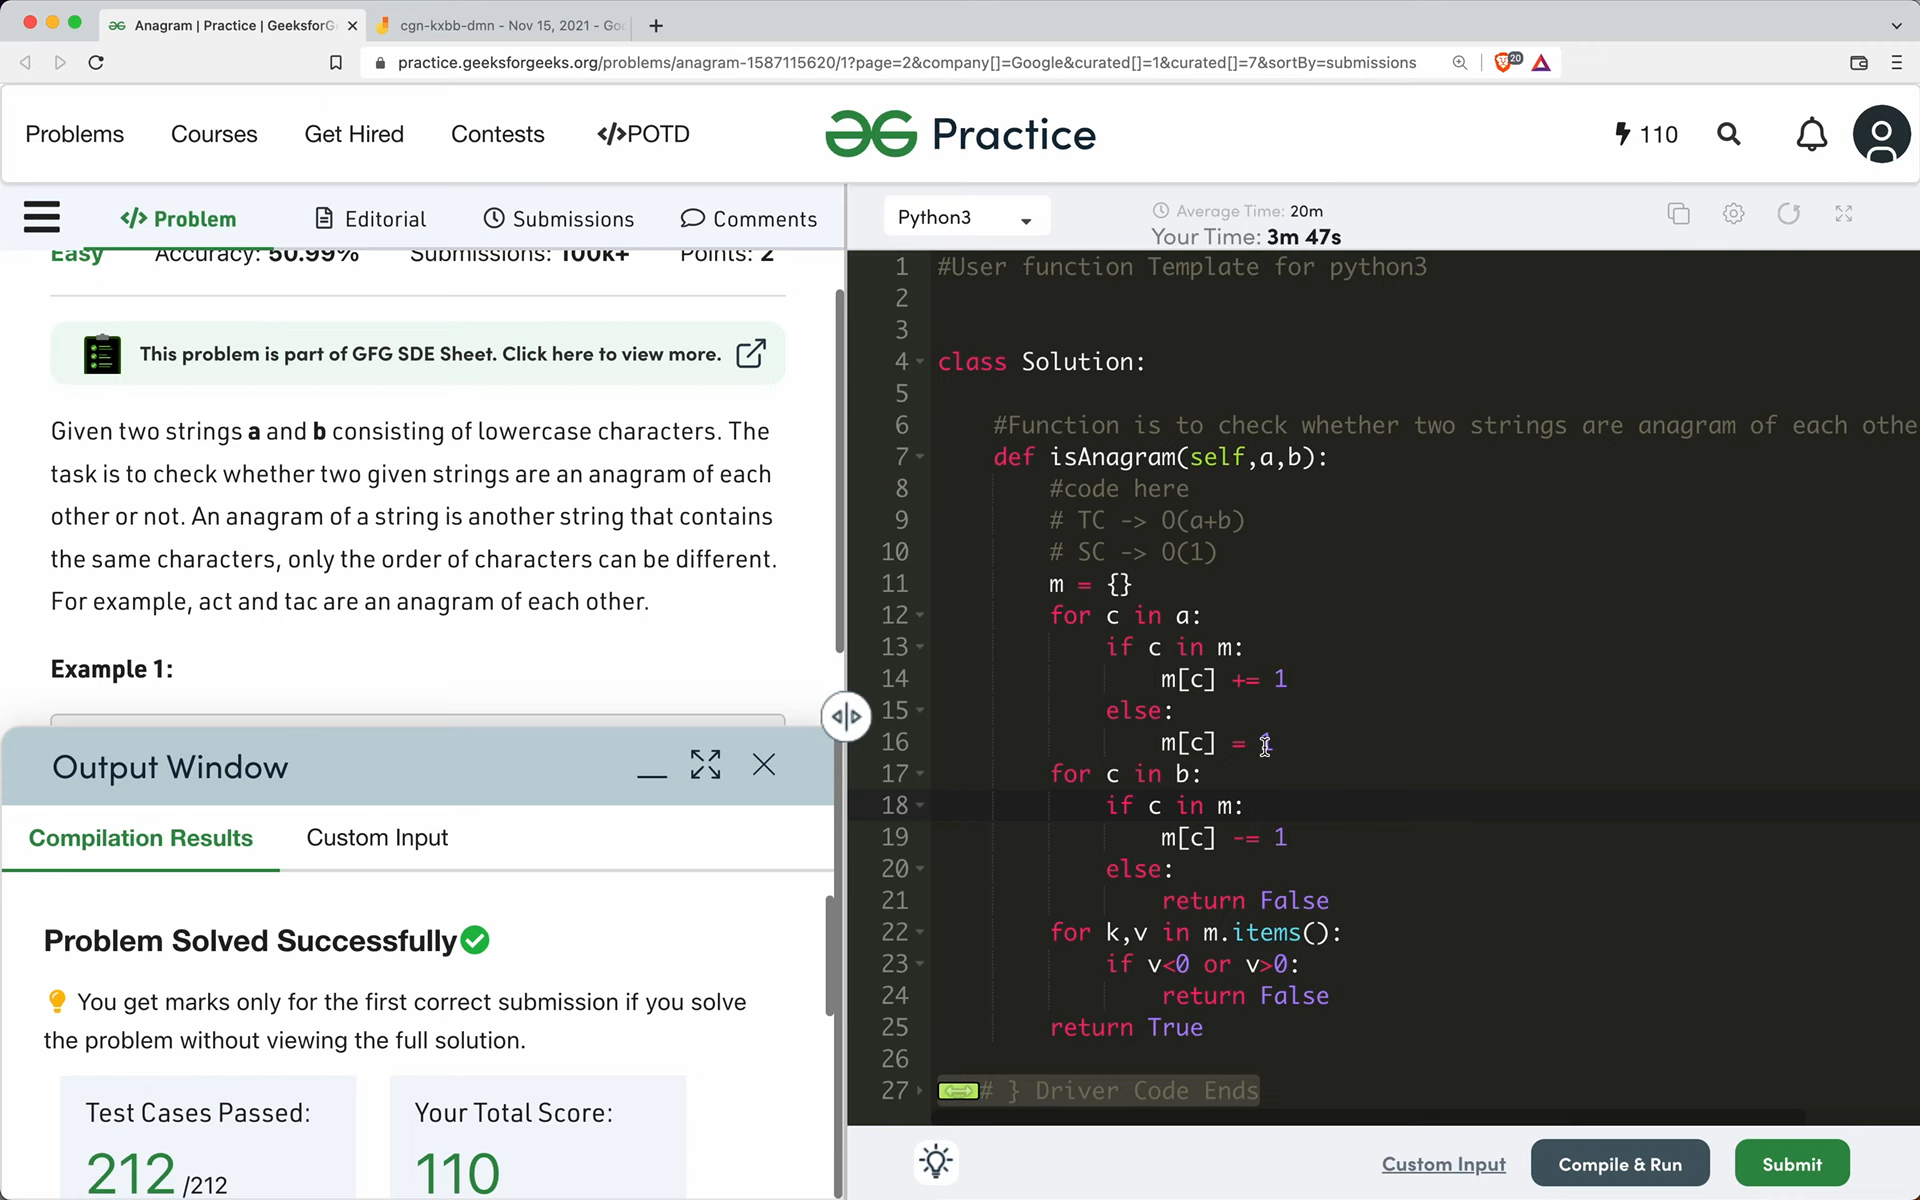 Anagram | Practice | GeeksforG
cgn-kxbb-dmn - Nov 15, 2021 - Go
practice.geeksforgeeks.org/problems/anagram-1587115620/1?page=2&company[]=Google&curated[]=1&curated[]=7&sortBy=submissions
20
Problems
Courses
Get Hired
Contests
</>POTD
Practice
110
</> Problem
Editorial
Submissions
Comments
Python3
Average Time: 20m
Your Time: 3m 47s
Easy
Accuracy: 50.99%
Submissions: 100k+
Points: 2
This problem is part of GFG SDE Sheet. Click here to view more.
Given two strings a and b consisting of lowercase characters. The
task is to check whether two given strings are an anagram of each
other or not. An anagram of a string is another string that contains
the same characters, only the order of characters can be different.
For example, act and tac are an anagram of each other.
Example 1:
Output Window
Compilation Results
Custom Input
Problem Solved Successfully
You get marks only for the first correct submission if you solve
the problem without viewing the full solution.
Test Cases Passed:
212 /212
Your Total Score:
110
1 #User function Template for python3
2
3
4 class Solution:
5
6 #Function is to check whether two strings are anagram of each othe
7 def isAnagram(self,a,b):
8 #code here
9 # TC -> O(a+b)
10 # SC -> O(1)
11 m = {}
12 for c in a:
13 if c in m:
14 m[c] += 1
15 else:
16 m[c] = 1
17 for c in b:
18 if c in m:
19 m[c] -= 1
20 else:
21 return False
22 for k,v in m.items():
23 if v<0 or v>0:
24 return False
25 return True
26
27 # } Driver Code Ends
Custom Input
Compile & Run
Submit